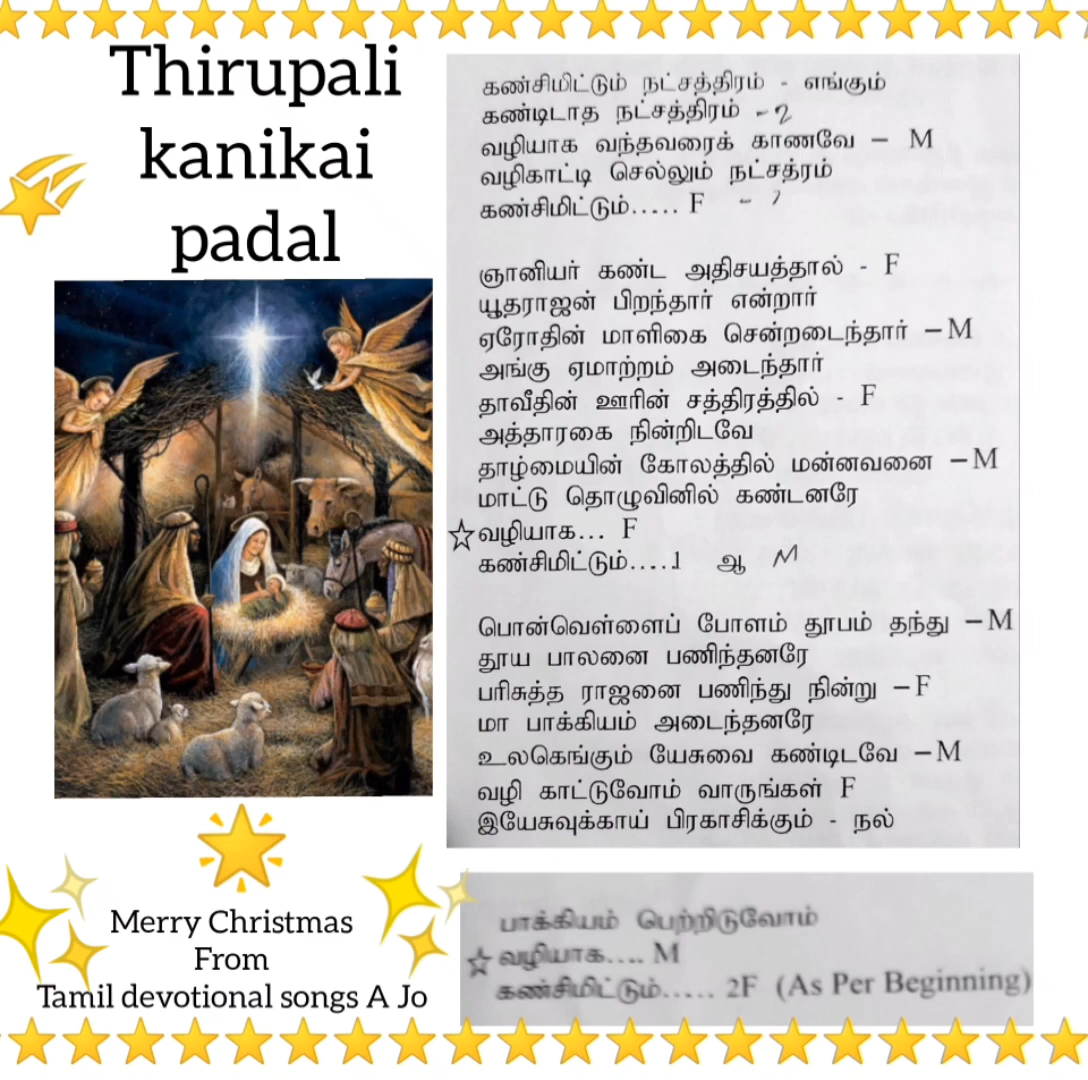 Thirupali
kanikai
padal
கண்சிமிட்டும் நட்சத்திரம் - எங்கும்
கண்டிடாத நட்சத்திரம் - 2
வழியாக வந்தவரைக் காணவே – M
வழிகாட்டி செல்லும் நட்சத்ரம்
கண்சிமிட்டும்..... F -
ஞானியர் கண்ட அதிசயத்தால் - F
யூதராஜன் பிறந்தார் என்றார்
ஏரோதின் மாளிகை சென்றடைந்தார் – M
அங்கு ஏமாற்றம் அடைந்தார்
தாவீதின் ஊரின் சத்திரத்தில் - F
அத்தாரகை நின்றிடவே
தாழ்மையின் கோலத்தில் மன்னவனை – M
மாட்டு தொழுவினில் கண்டனரே
☆வழியாக... F
கண்சிமிட்டும்....1 ஆ M
பொன்வெள்ளைப் போளம் தூபம் தந்து – M
தூய பாலனை பணிந்தனரே
பரிசுத்த ராஜனை பணிந்து நின்று – F
மா பாக்கியம் அடைந்தனரே
உலகெங்கும் யேசுவை கண்டிடவே – M
வழி காட்டுவோம் வாருங்கள் F
இயேசுவுக்காய் பிரகாசிக்கும் - நல்
பாக்கியம் பெற்றிடுவோம்
☆ வழியாக.... M
கண்சிமிட்டும்..... 2F (As Per Beginning)
Merry Christmas
From
Tamil devotional songs A Jo